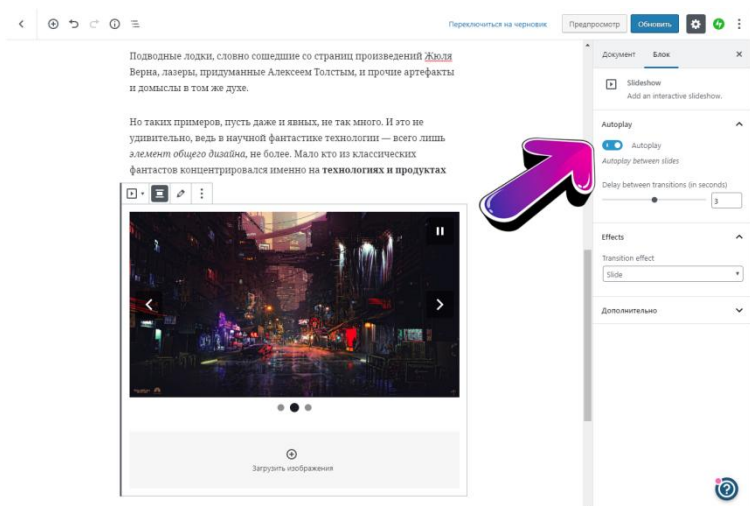 Переключиться на черновик
Предпросмотр
Обновить
Подводные лодки, словно сошедшие со страниц произведений Жюля
Верна, лазеры, придуманные Алексеем Толстым, и прочие артефакты
и домыслы в том же духе.
Но таких примеров, пусть даже и явных, не так много. И это не
удивительно, ведь в научной фантастике технологии — всего лишь
элемент общего дизайна, не более. Мало кто из классических
фантастов концентрировался именно на технологиях и продуктах
Загрузить изображения
Документ
Блок
Slideshow
Add an interactive slideshow.
Autoplay
Autoplay
Autoplay between slides
Delay between transitions (in seconds)
3
Effects
Transition effect
Slide
Дополнительно